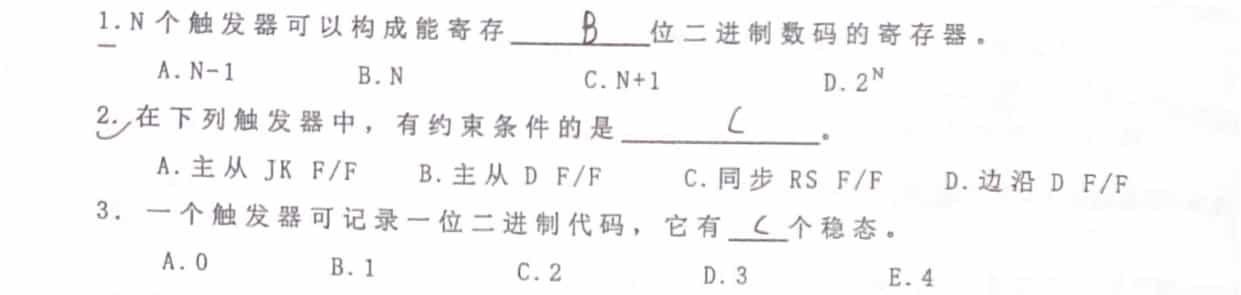 1.N个触发器可以构成能寄存 B 位二进制数码的寄存器。
A.N-1 B.N C.N+1 D.2^N
2.在下列触发器中，有约束条件的是 C 。
A.主从 JK F/F B.主从 D F/F C.同步 RS F/F D.边沿 D F/F
3. 一个触发器可记录一位二进制代码，它有 C 个稳态。
A.0 B.1 C.2 D.3 E.4